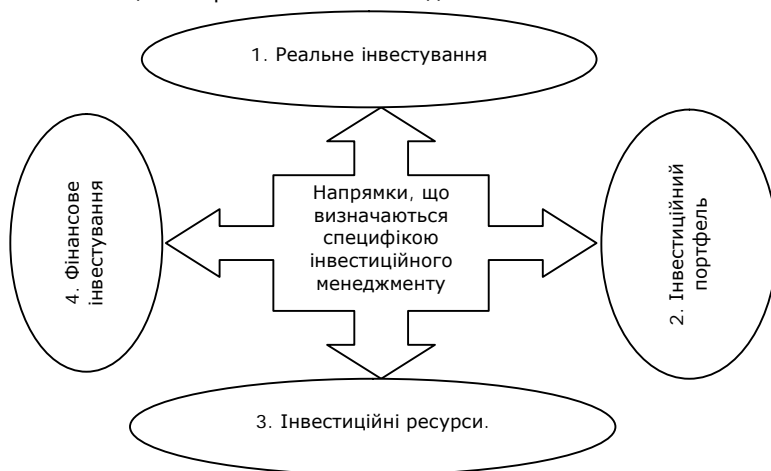 1. Реальне інвестування
Напрямки, що
визначаються
специфікою
інвестиційного
менеджменту
4. Фінансове
інвестування
2. Інвестиційний
портфель
3. Інвестиційні ресурси.